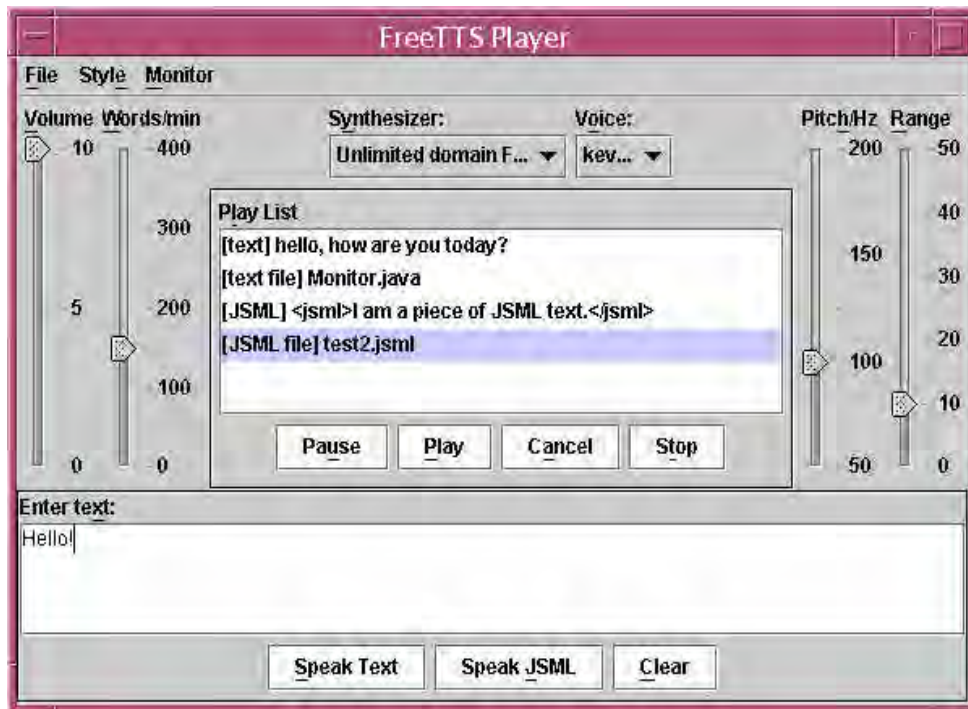 FreeTTS Player
File Style Monitor
Volume Words/min
Synthesizer:
Voice:
Pitch/Hz Range
10
5
0
400
300
200
100
0
Unlimited domain F...
kev...
Play List
[text] hello, how are you today?
[text file] Monitor.java
[JSML] <jsml>I am a piece of JSML text.</jsml>
[JSML file] test2.jsml
Pause Play Cancel Stop
200
150
100
50
50
40
30
20
10
0
Enter text:
Hello!
Speak Text Speak JSML Clear